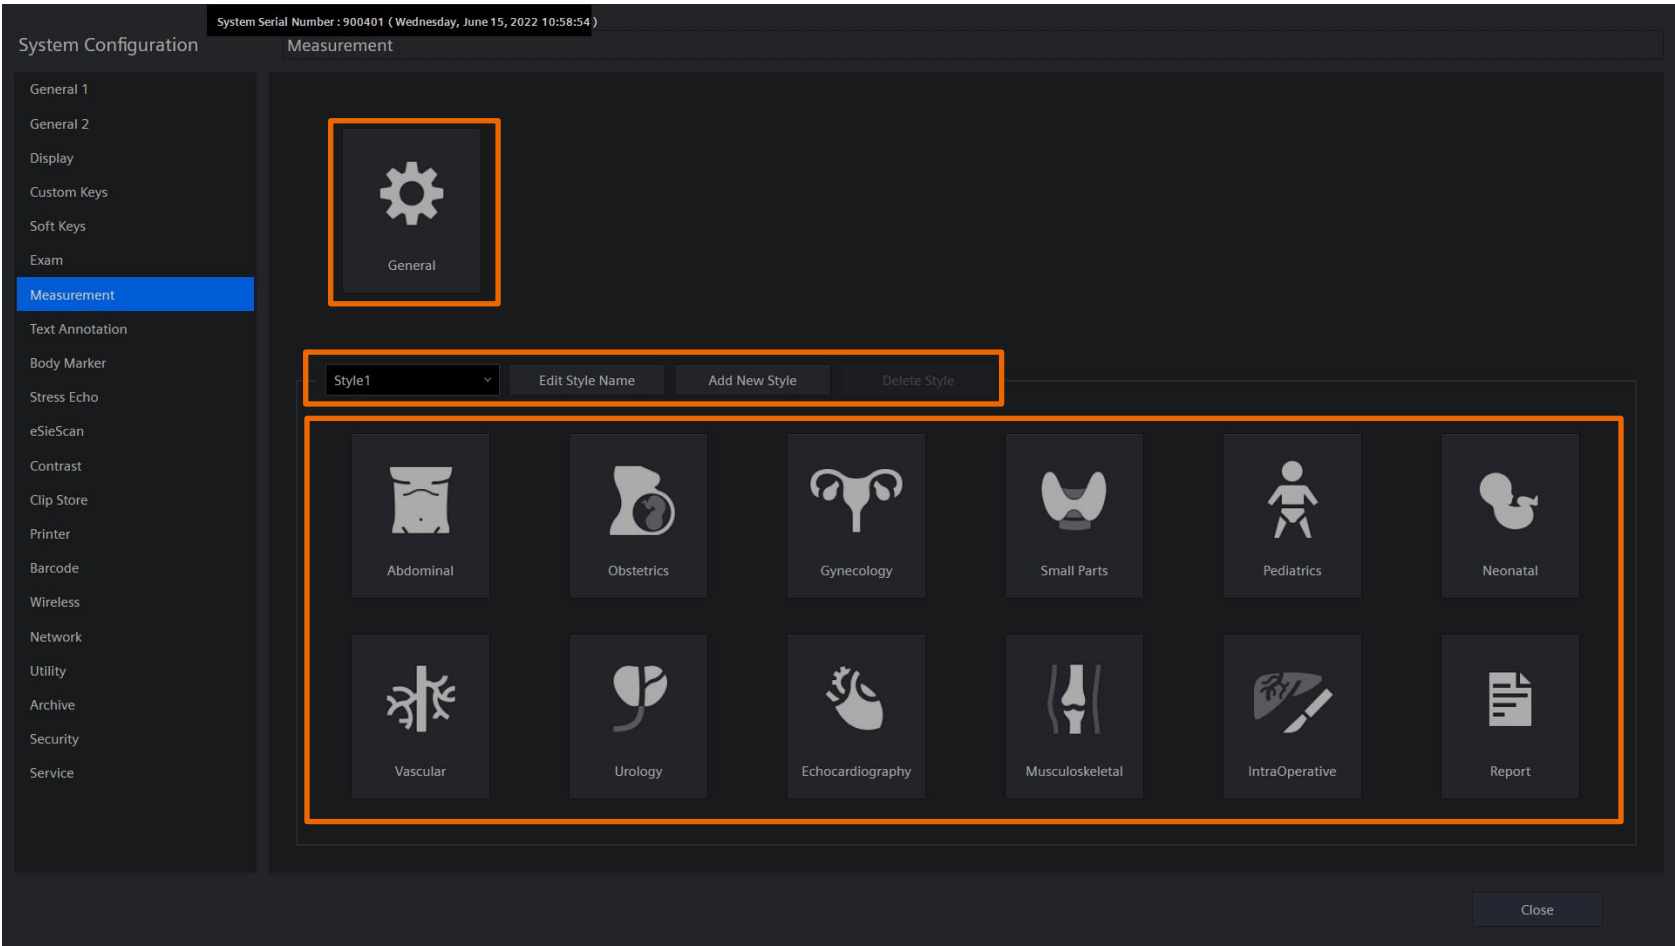 System Serial Number : 900401 ( Wednesday, June 15, 2022 10:58:54 )
System Configuration
Measurement
General 1
General 2
Display
Custom Keys
Soft Keys
Exam
Measurement
Text Annotation
Body Marker
Stress Echo
eSieScan
Contrast
Clip Store
Printer
Barcode
Wireless
Network
Utility
Archive
Security
Service
General
Style1 Edit Style Name Add New Style Delete Style
Abdominal Obstetrics Gynecology Small Parts Pediatrics Neonatal
Vascular Urology Echocardiography Musculoskeletal IntraOperative Report
Close